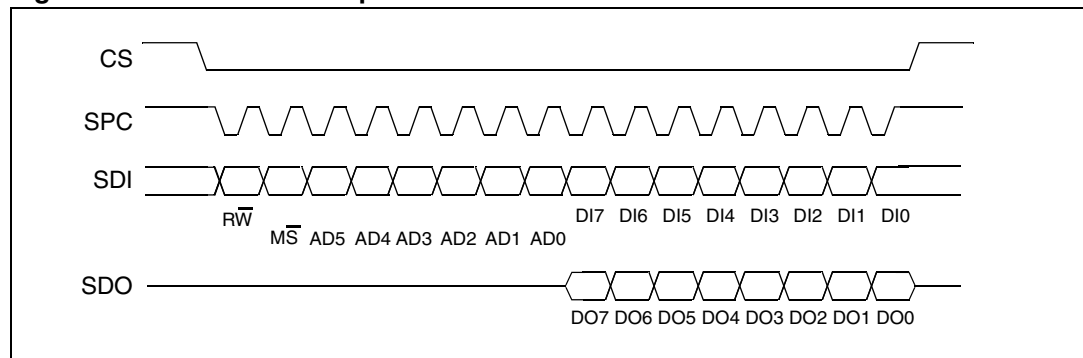 CS
SPC
SDI
RW̅
DI7 DI6 DI5 DI4 DI3 DI2 DI1 DI0
MS̅ AD5 AD4 AD3 AD2 AD1 AD0
SDO
DO7 DO6 DO5 DO4 DO3 DO2 DO1 DO0